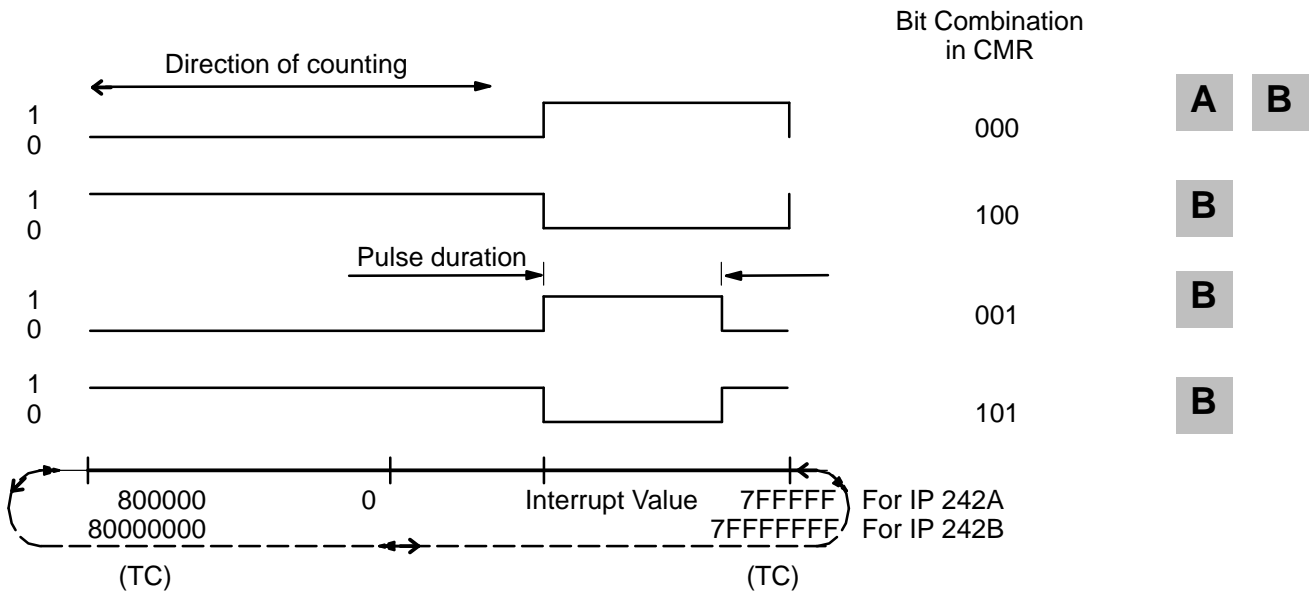 Bit Combination
in CMR
Direction of counting
1
0
000
A B
1
0
100
B
Pulse duration
1
0
001
B
1
0
101
B
800000 0 Interrupt Value 7FFFFF For IP 242A
80000000 7FFFFFFF For IP 242B
(TC) (TC)